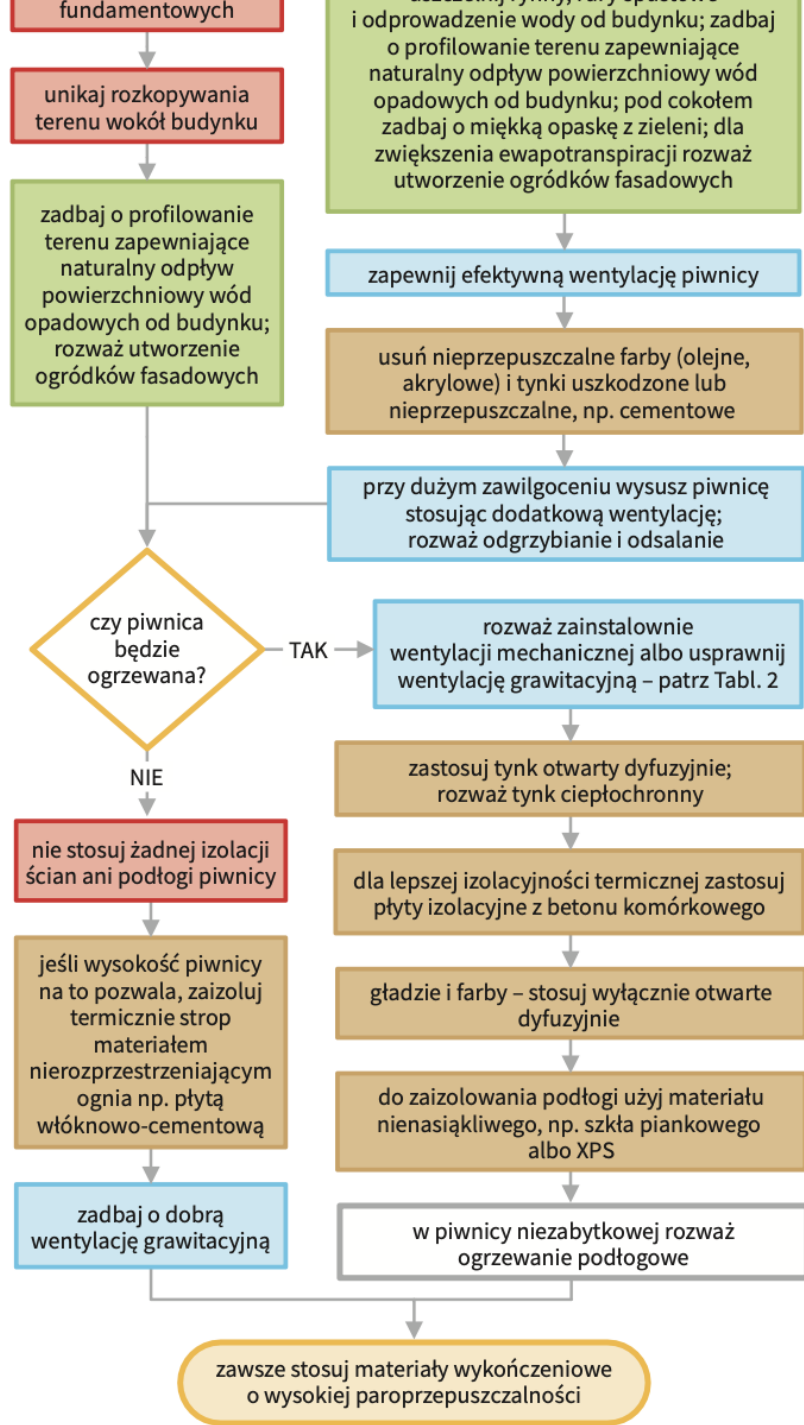 fundamentowych
unikaj rozkopywania
terenu wokół budynku
zadbaj o profilowanie
terenu zapewniające
naturalny odpływ
powierzchniowy wód
opadowych od budynku;
rozważ utworzenie
ogródków fasadowych
i odprowadzenie wody od budynku; zadbaj
o profilowanie terenu zapewniające
naturalny odpływ powierzchniowy wód
opadowych od budynku; pod cokołem
zadbaj o miękką opaskę z zieleni; dla
zwiększenia ewapotranspiracji rozważ
utworzenie ogródków fasadowych
zapewnij efektywną wentylację piwnicy
usuń nieprzepuszczalne farby (olejne,
akrylowe) i tynki uszkodzone lub
nieprzepuszczalne, np. cementowe
przy dużym zawilgoceniu wysusz piwnicę
stosując dodatkową wentylację;
rozważ odgrzybianie i odsalanie
czy piwnica
będzie
ogrzewana?
TAK
rozważ zainstalownie
wentylacji mechanicznej albo usprawnij
wentylację grawitacyjną – patrz Tabl. 2
zastosuj tynk otwarty dyfuzyjnie;
rozważ tynk ciepłochronny
dla lepszej izolacyjności termicznej zastosuj
płyty izolacyjne z betonu komórkowego
gładzie i farby – stosuj wyłącznie otwarte
dyfuzyjnie
do zaizolowania podłogi użyj materiału
nienasiąkliwego, np. szkła piankowego
albo XPS
w piwnicy niezabytkowej rozważ
ogrzewanie podłogowe
NIE
nie stosuj żadnej izolacji
ścian ani podłogi piwnicy
jeśli wysokość piwnicy
na to pozwala, zaizoluj
termicznie strop
materiałem
nierozprzestrzeniającym
ognia np. płytą
włóknowo-cementową
zadbaj o dobrą
wentylację grawitacyjną
zawsze stosuj materiały wykończeniowe
o wysokiej paroprzepuszczalności